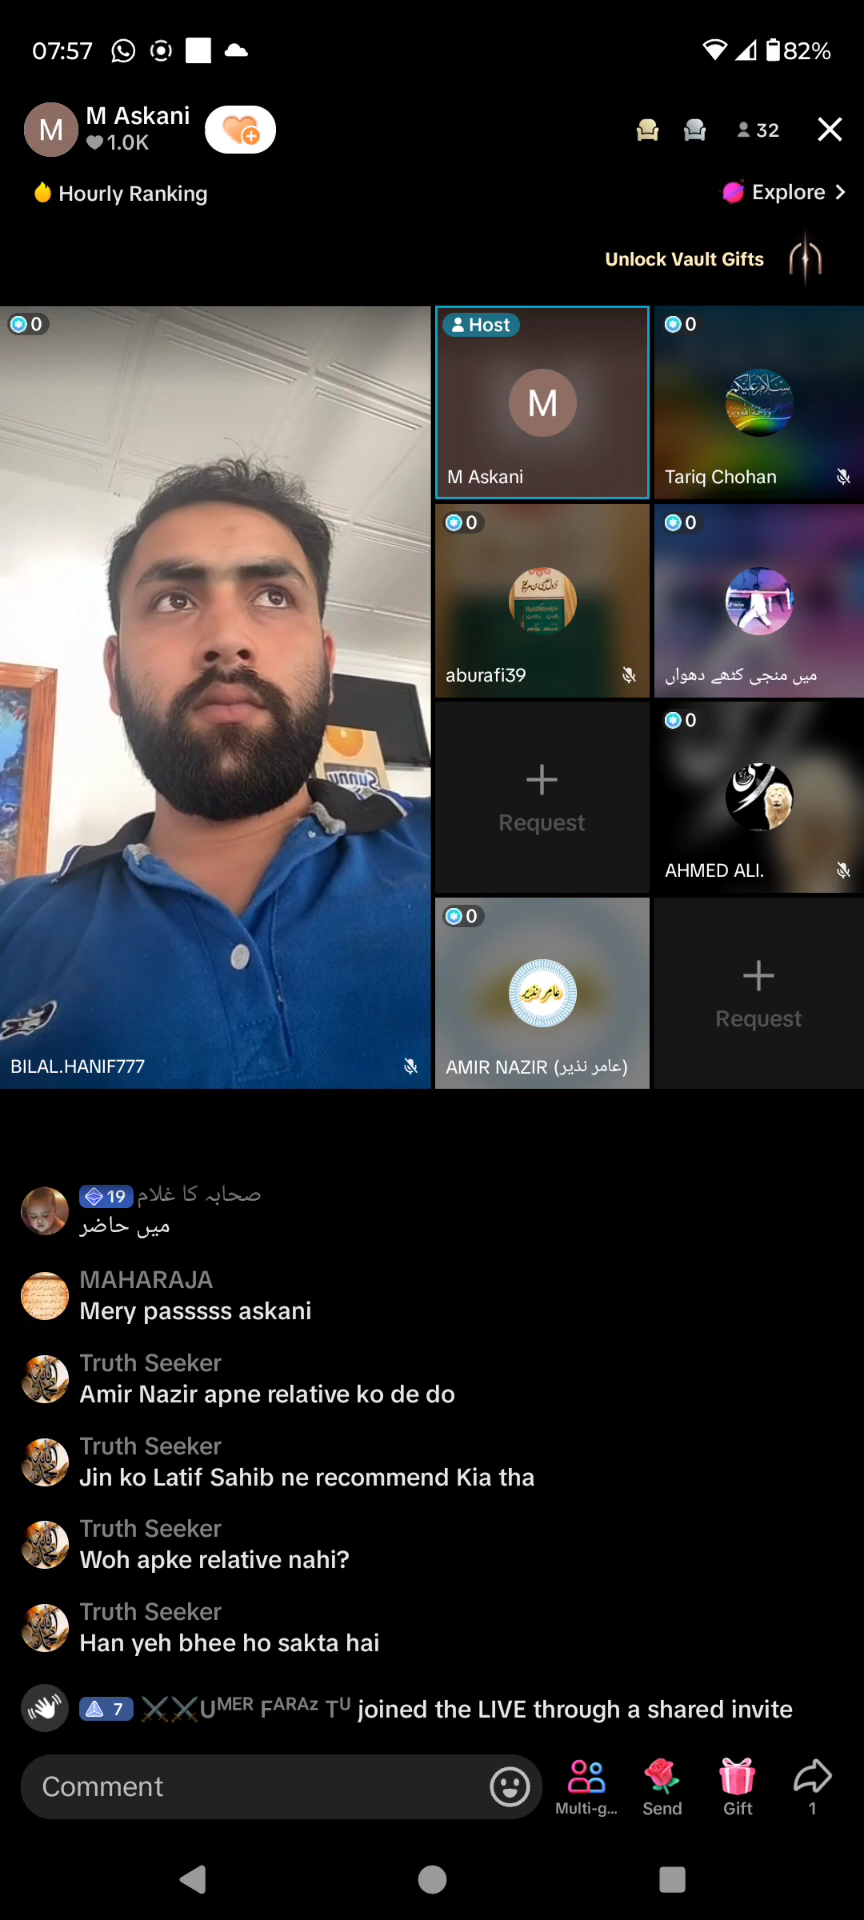 07:57
82%
M
M Askani
1.0K
32
Hourly Ranking
Explore
Unlock Vault Gifts
0
Host
M
M Askani
0
Tariq Chohan
0
aburafi39
0
میں منجی کتھے دھواں
Request
0
AHMED ALI.
Sunny
BILAL.HANIF777
0
عامر نذیر
AMIR NAZIR (عامر نذیر)
Request
19 صحابہ کا غلام
میں حاضر
MAHARAJA
Mery passsss askani
Truth Seeker
Amir Nazir apne relative ko de do
Truth Seeker
Jin ko Latif Sahib ne recommend Kia tha
Truth Seeker
Woh apke relative nahi?
Truth Seeker
Han yeh bhee ho sakta hai
7 ⚔️⚔️Uᴹᴱᴿ Fᴬᴿᴬᶻ Tᵁ joined the LIVE through a shared invite
Comment
Multi-g...
Send
Gift
1